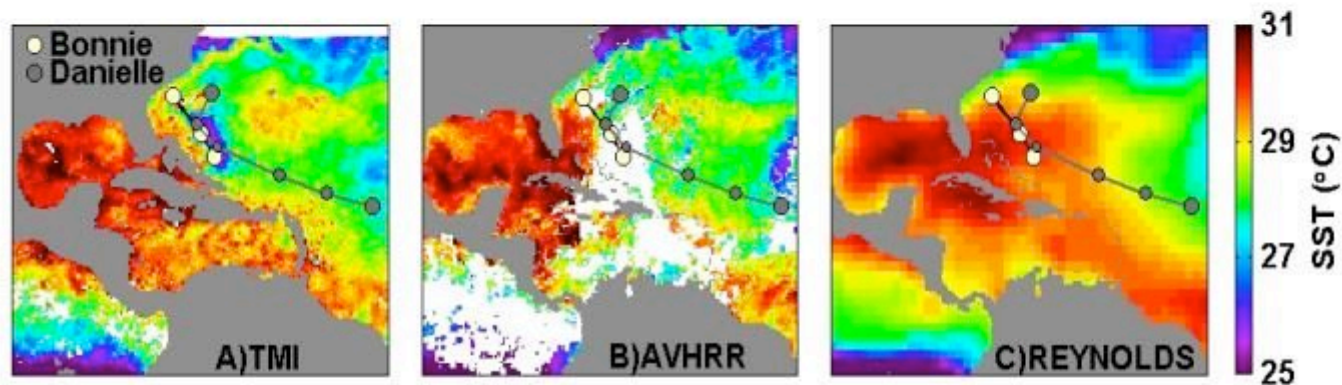 Bonnie
Danielle
A)TMI
B)AVHRR
C)REYNOLDS
31
29
27
25
SST (°C)